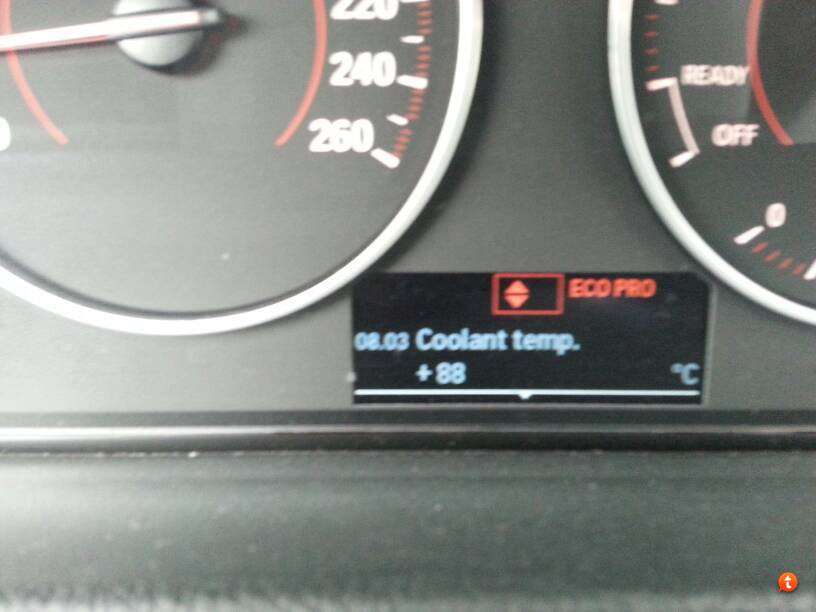 220
240
260
READY
OFF
0
ECO PRO
08.03 Coolant temp.
+ 88 °C
t